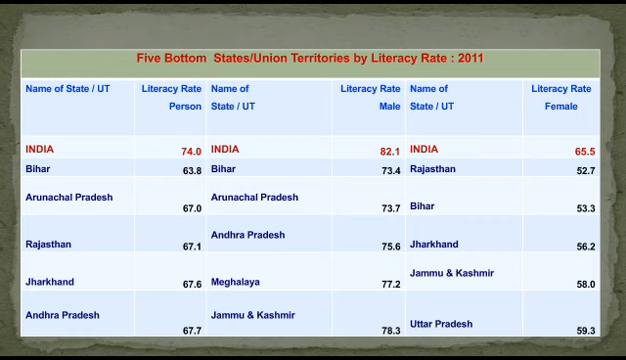 Five Bottom States/Union Territories by Literacy Rate : 2011
Name of State / UT Literacy Rate Name of Literacy Rate Name of Literacy Rate
Person State / UT Male State / UT Female
INDIA 74.0 INDIA 82.1 INDIA 65.5
Bihar 63.8 Bihar 73.4 Rajasthan 52.7
Arunachal Pradesh 67.0 Arunachal Pradesh 73.7 Bihar 53.3
Rajasthan 67.1 Andhra Pradesh 75.6 Jharkhand 56.2
Jharkhand 67.6 Meghalaya 77.2 Jammu & Kashmir 58.0
Andhra Pradesh 67.7 Jammu & Kashmir 78.3 Uttar Pradesh 59.3